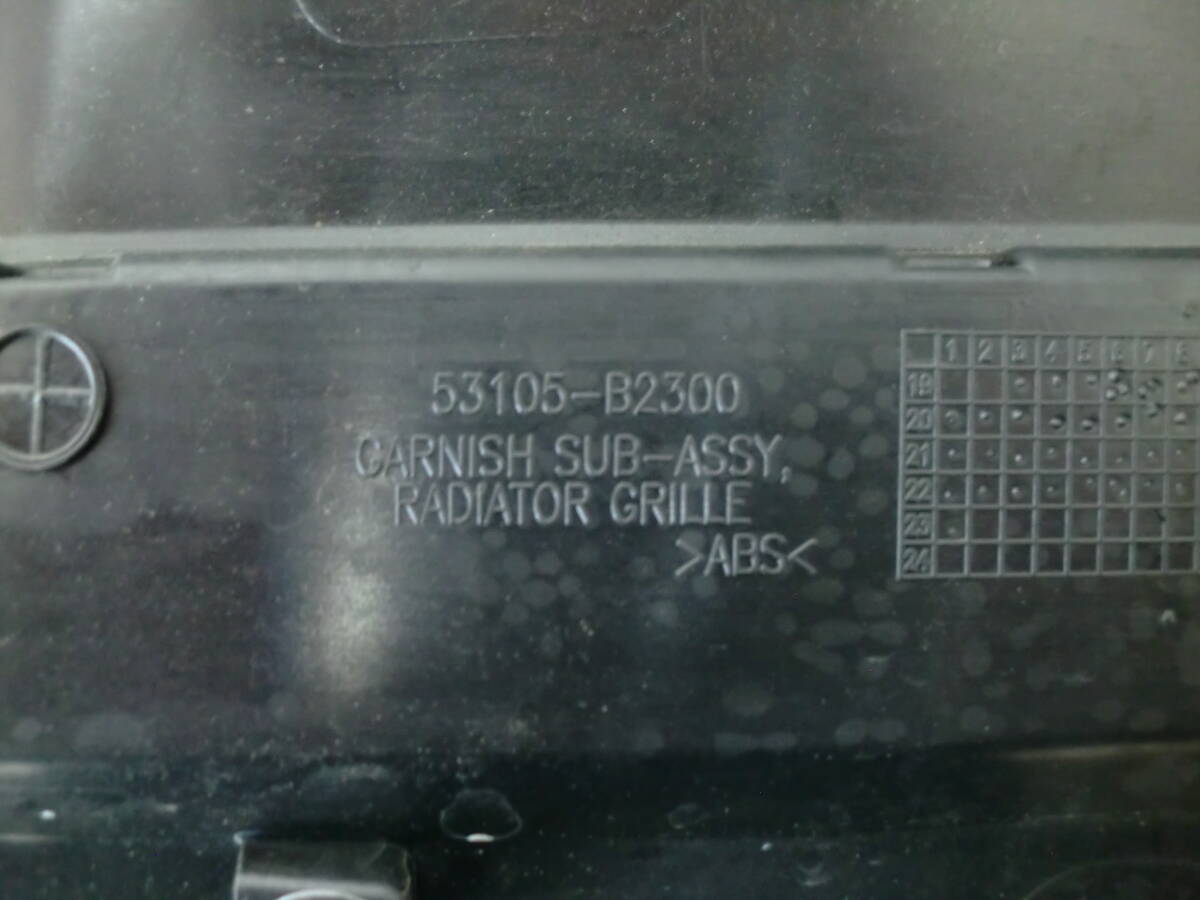 53105-B2300
GARNISH SUB-ASSY,
RADIATOR GRILLE
>ABS<
1 2 3 4 5 6 7 8
19
20
21
22
23
24